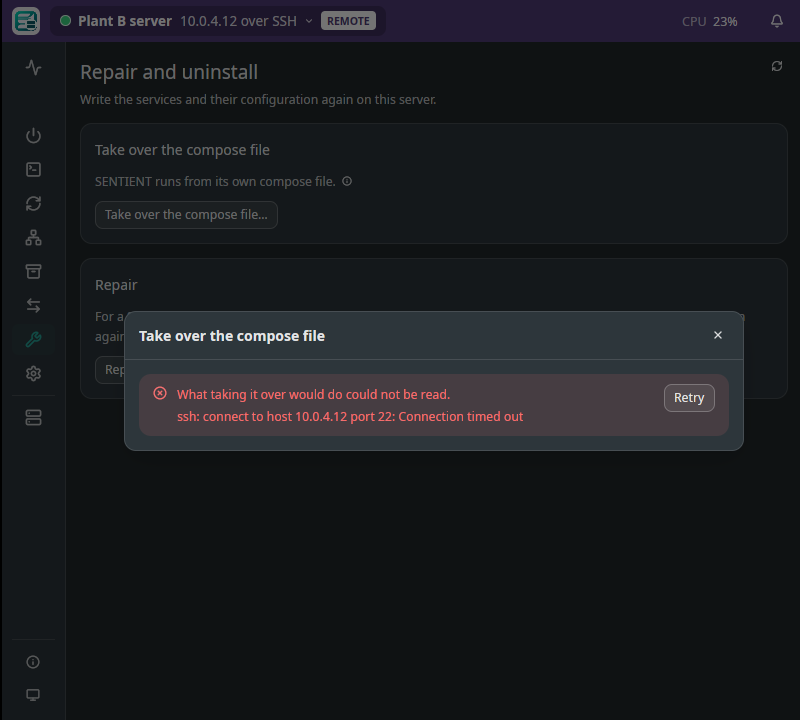 Plant B server 10.0.4.12 over SSH REMOTE
CPU 23%
Repair and uninstall
Write the services and their configuration again on this server.
Take over the compose file
SENTIENT runs from its own compose file.
Take over the compose file...
Repair
For a
again
Rep
Take over the compose file
What taking it over would do could not be read.
ssh: connect to host 10.0.4.12 port 22: Connection timed out
Retry